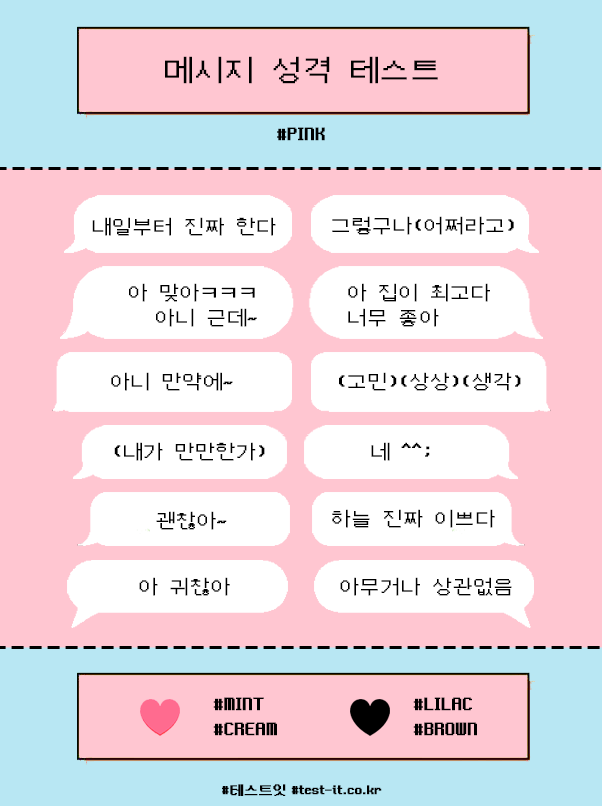 메시지 성격 테스트
#PINK
내일부터 진짜 한다
그렇구나(어쩌라고)
아 맞아ㅋㅋㅋ
아니 근데~
아 집이 최고다
너무 좋아
아니 만약에~
(고민)(상상)(생각)
(내가 만만한가)
네 ^^;
괜찮아~
하늘 진짜 이쁘다
아 귀찮아
아무거나 상관없음
#MINT
#CREAM
#LILAC
#BROWN
#테스트잇 #test-it.co.kr